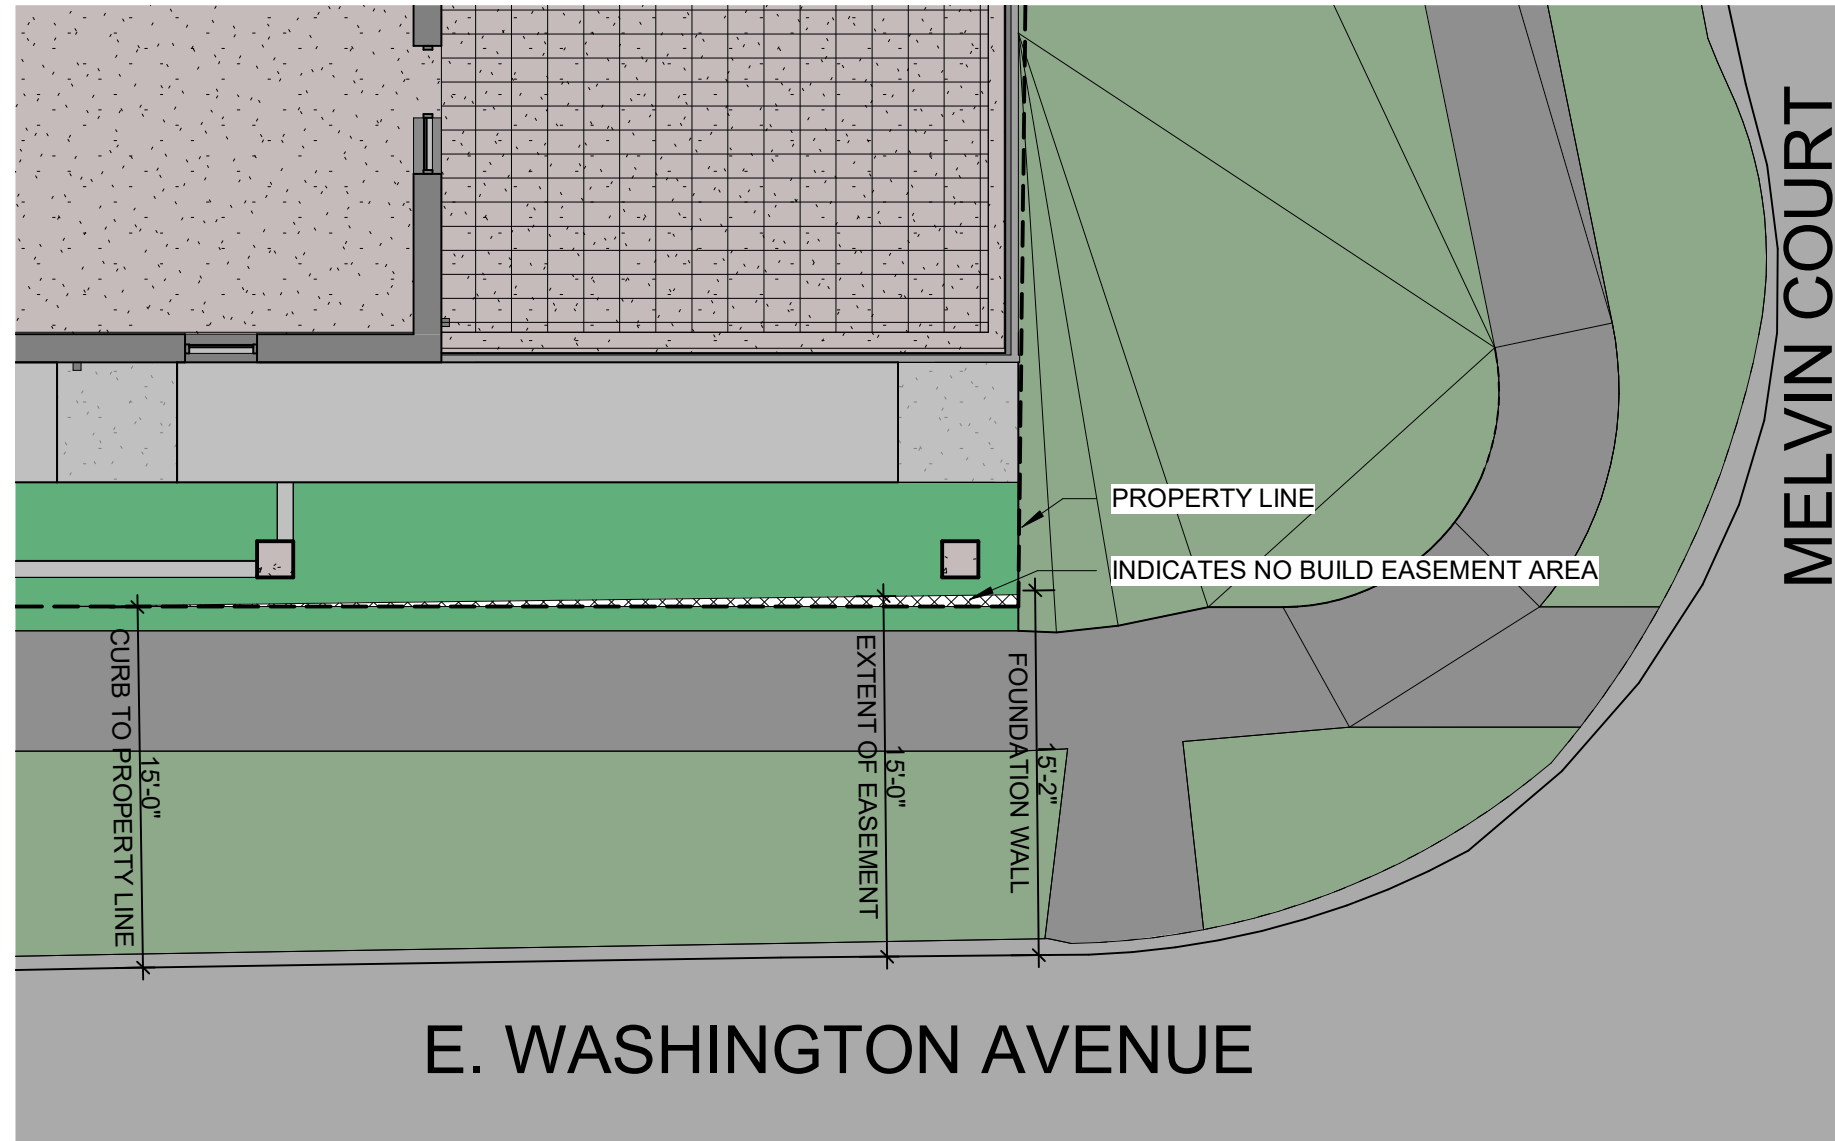 MELVIN COURT
PROPERTY LINE
INDICATES NO BUILD EASEMENT AREA
CURB TO PROPERTY LINE
15'-0"
EXTENT OF EASEMENT
15'-0"
FOUNDATION WALL
15'-2"
E. WASHINGTON AVENUE